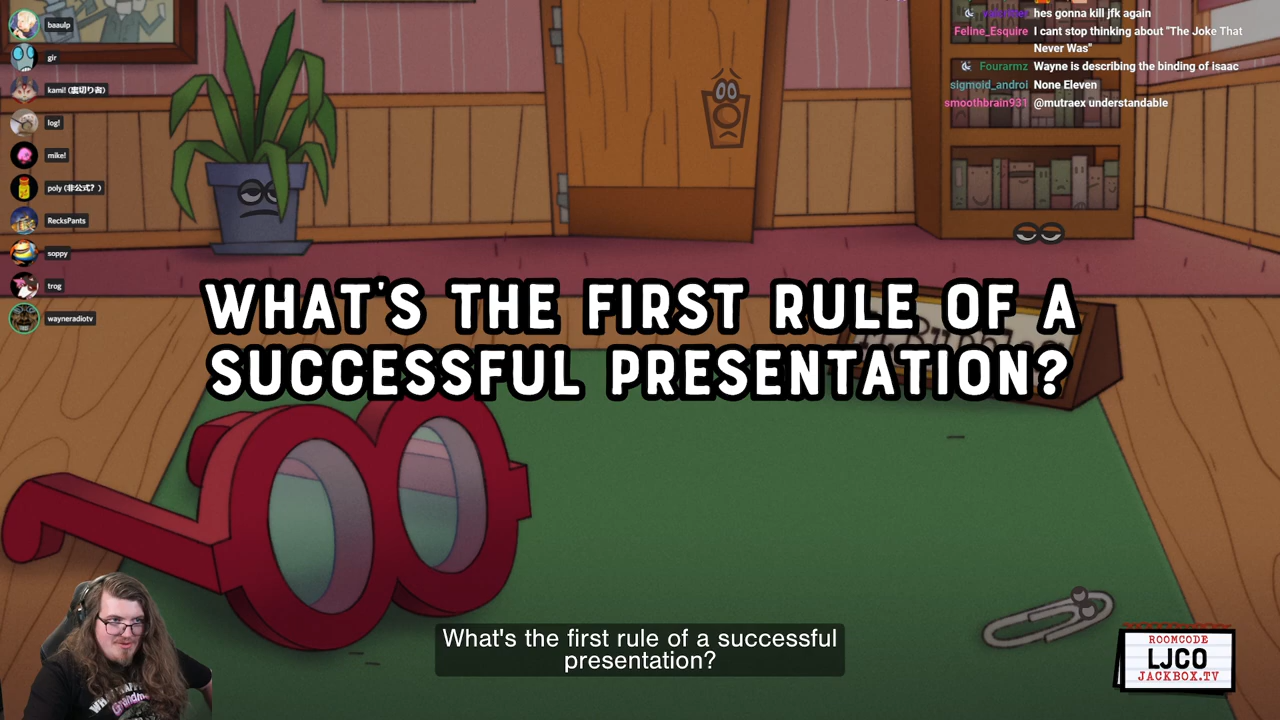 baaulp
gir
kami! (裏切り者)
log!
mike!
poly (非公式? )
RecksPants
soppy
trog
wayneradiotv
hes gonna kill jfk again
Feline_Esquire I cant stop thinking about "The Joke That
Never Was"
Fourarmz Wayne is describing the binding of isaac
sigmoid_androi None Eleven
smoothbrain931 @mutraex understandable
WHAT'S THE FIRST RULE OF A
SUCCESSFUL PRESENTATION?
What's the first rule of a successful
presentation?
ROOMCODE
LJCO
JACKBOX.TV